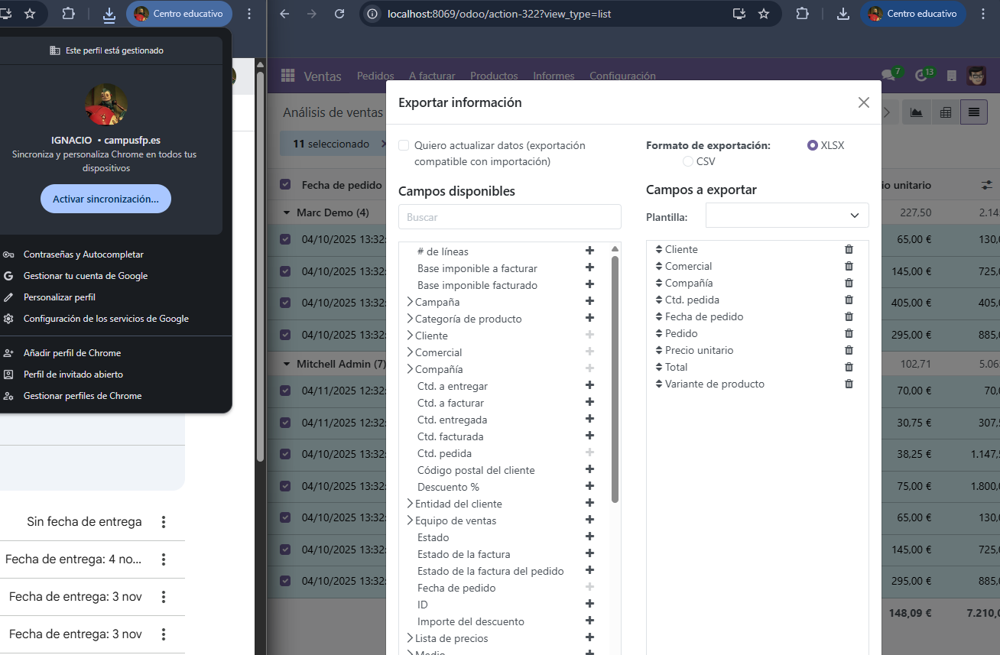 Centro educativo
Este perfil está gestionado
IGNACIO • campusfp.es
Sincroniza y personaliza Chrome en todos tus
dispositivos
Activar sincronización...
Contraseñas y Autocompletar
Gestionar tu cuenta de Google
Personalizar perfil
Configuración de los servicios de Google
Añadir perfil de Chrome
Perfil de invitado abierto
Gestionar perfiles de Chrome
Sin fecha de entrega
Fecha de entrega: 4 no...
Fecha de entrega: 3 nov
Fecha de entrega: 3 nov
localhost:8069/odoo/action-322?view_type=list
Centro educativo
Ventas Pedidos A facturar Productos Informes Configuración 7 13
Análisis de ventas
11 seleccionado
Fecha de pedido
io unitario
Marc Demo (4) 227,50 2.14
04/10/2025 13:32: 65,00 € 130,
04/10/2025 13:32: 145,00 € 725,
04/10/2025 13:32: 405,00 € 405,
04/10/2025 13:32: 295,00 € 885,
Mitchell Admin (7) 102,71 5.06
04/11/2025 12:32: 70,00 € 70,
04/11/2025 12:32: 30,75 € 307,
04/10/2025 13:32: 38,25 € 1.147,
04/10/2025 13:32: 75,00 € 1.800,
04/10/2025 13:32: 65,00 € 130,
04/10/2025 13:32: 145,00 € 725,
04/10/2025 13:32: 295,00 € 885,
148,09 € 7.210,
Exportar información
Quiero actualizar datos (exportación
compatible con importación)
Formato de exportación: XLSX
CSV
Campos disponibles
Buscar
# de líneas
Base imponible a facturar
Base imponible facturado
Campaña
Categoría de producto
Cliente
Comercial
Compañía
Ctd. a entregar
Ctd. a facturar
Ctd. entregada
Ctd. facturada
Ctd. pedida
Código postal del cliente
Descuento %
Entidad del cliente
Equipo de ventas
Estado
Estado de la factura
Estado de la factura del pedido
Fecha de pedido
ID
Importe del descuento
Lista de precios
Medio
Campos a exportar
Plantilla:
Cliente
Comercial
Compañía
Ctd. pedida
Fecha de pedido
Pedido
Precio unitario
Total
Variante de producto